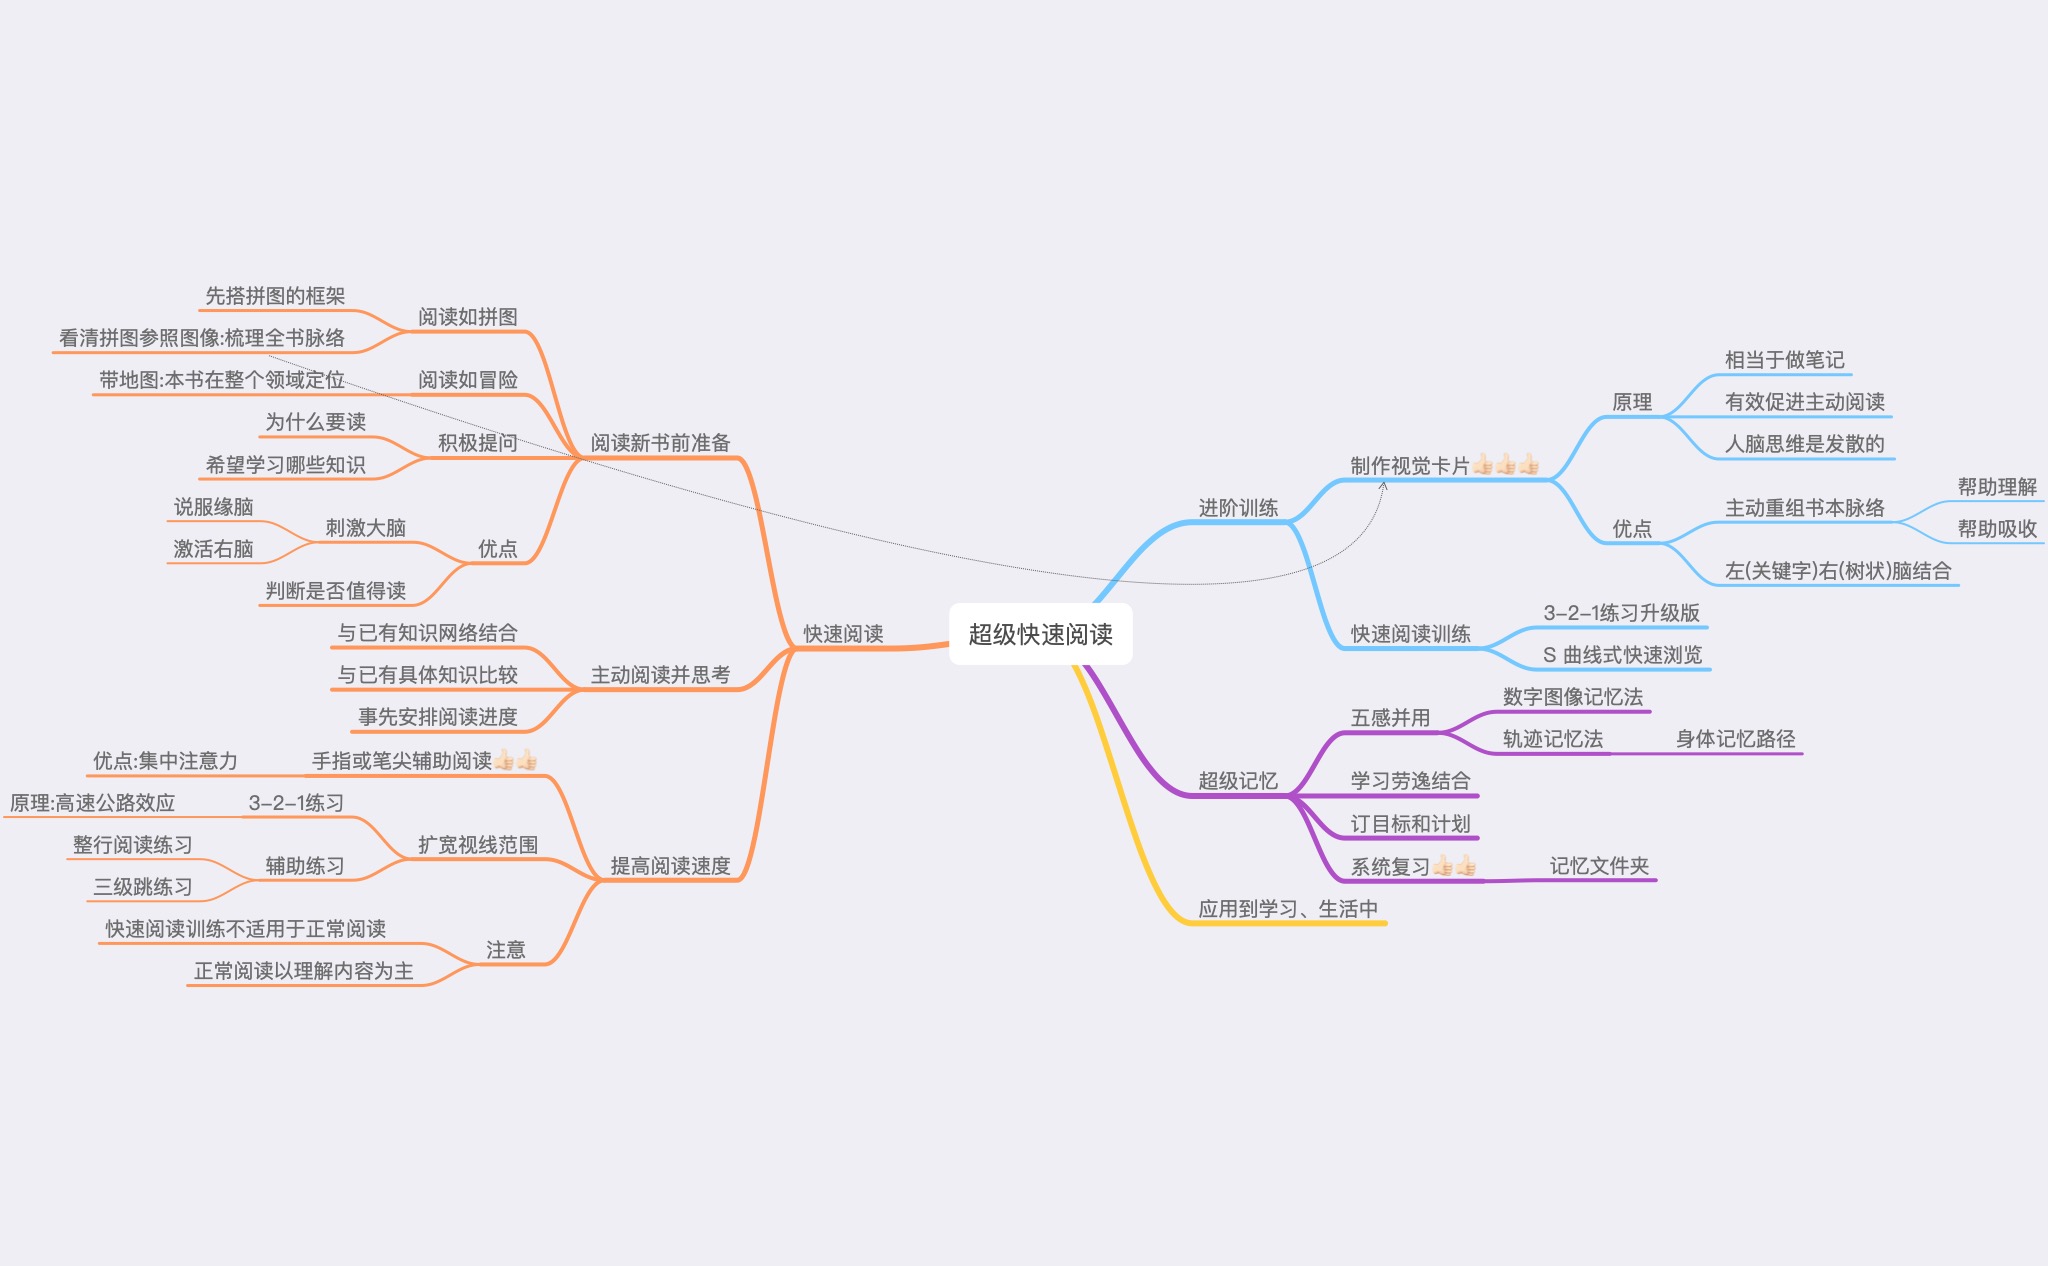 超级快速阅读
快速阅读
阅读新书前准备
阅读如拼图
先搭拼图的框架
看清拼图参照图像:梳理全书脉络
阅读如冒险
带地图:本书在整个领域定位
积极提问
为什么要读
希望学习哪些知识
优点
刺激大脑
说服缘脑
激活右脑
判断是否值得读
主动阅读并思考
与已有知识网络结合
与已有具体知识比较
事先安排阅读进度
提高阅读速度
手指或笔尖辅助阅读👍🏻👍🏻
优点:集中注意力
扩宽视线范围
3-2-1练习
原理:高速公路效应
辅助练习
整行阅读练习
三级跳练习
注意
快速阅读训练不适用于正常阅读
正常阅读以理解内容为主
进阶训练
制作视觉卡片👍🏻👍🏻👍🏻
原理
相当于做笔记
有效促进主动阅读
人脑思维是发散的
优点
主动重组书本脉络
帮助理解
帮助吸收
左(关键字)右(树状)脑结合
快速阅读训练
3-2-1练习升级版
S 曲线式快速浏览
超级记忆
五感并用
数字图像记忆法
轨迹记忆法
身体记忆路径
学习劳逸结合
订目标和计划
系统复习👍🏻👍🏻
记忆文件夹
应用到学习、生活中